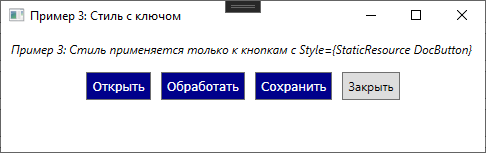 Пример 3: Стиль с ключом
Пример 3: Стиль применяется только к кнопкам с Style={StaticResource DocButton}
Открыть Обработать Сохранить Закрыть